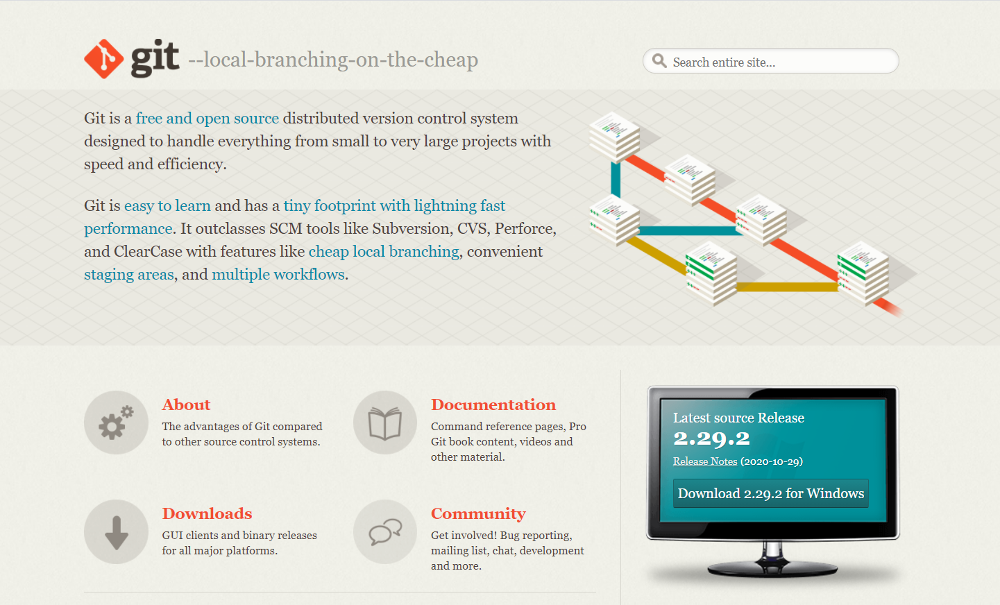 git --local-branching-on-the-cheap
Search entire site...
Git is a free and open source distributed version control system
designed to handle everything from small to very large projects with
speed and efficiency.
Git is easy to learn and has a tiny footprint with lightning fast
performance. It outclasses SCM tools like Subversion, CVS, Perforce,
and ClearCase with features like cheap local branching, convenient
staging areas, and multiple workflows.
About
The advantages of Git compared
to other source control systems.
Documentation
Command reference pages, Pro
Git book content, videos and
other material.
Downloads
GUI clients and binary releases
for all major platforms.
Community
Get involved! Bug reporting,
mailing list, chat, development
and more.
Latest source Release
2.29.2
Release Notes (2020-10-29)
Download 2.29.2 for Windows